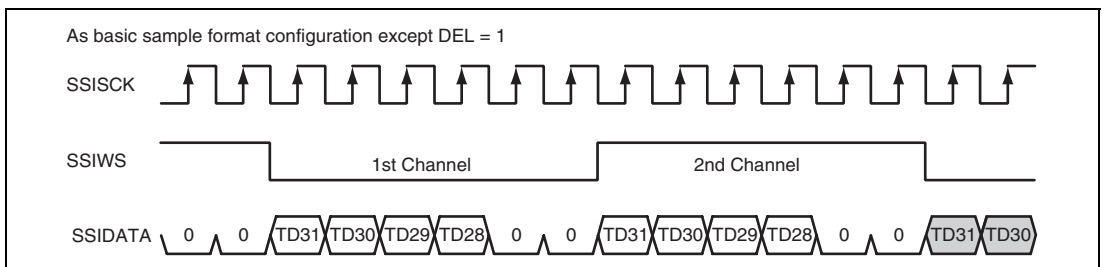 As basic sample format configuration except DEL = 1
SSISCK
SSIWS 1st Channel 2nd Channel
SSIDATA 0 0 TD31 TD30 TD29 TD28 0 0 TD31 TD30 TD29 TD28 0 0 TD31 TD30